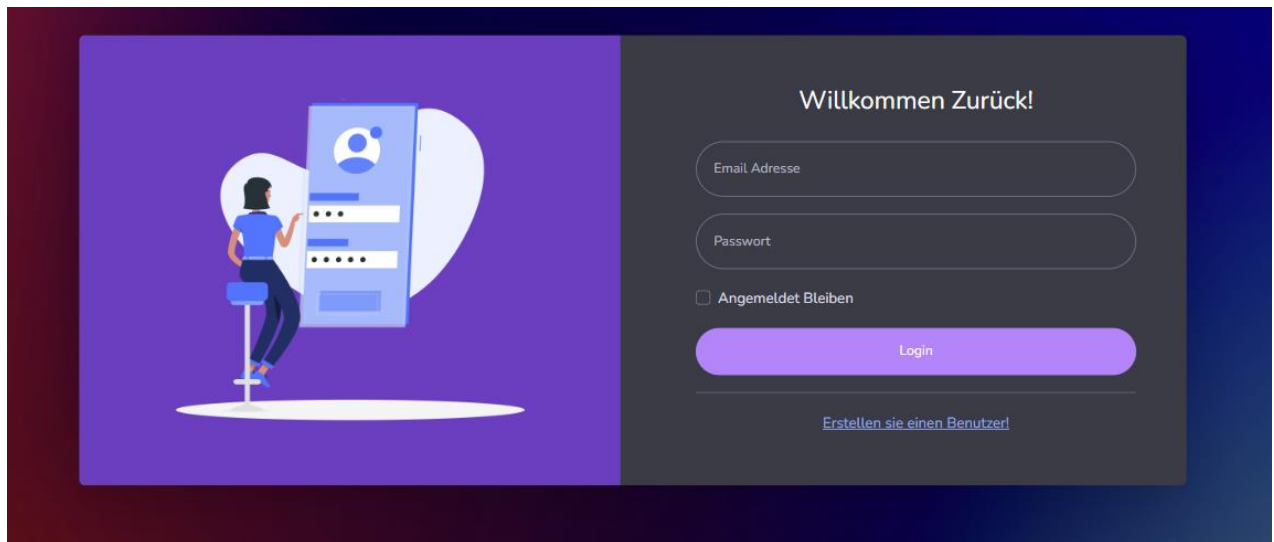 Willkommen Zurück!
Email Adresse
Passwort
Angemeldet Bleiben
Login
Erstellen sie einen Benutzer!